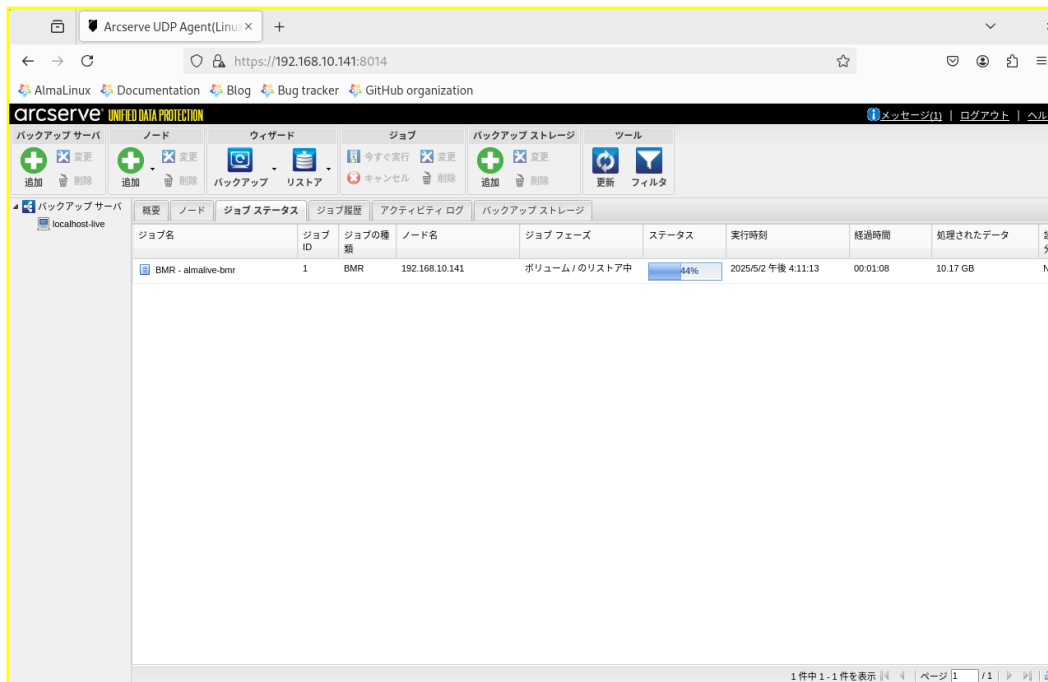 Arcserve UDP Agent(Linu
https://192.168.10.141:8014
AlmaLinux Documentation Blog Bug tracker GitHub organization
arcserve UNIFIED DATA PROTECTION
メッセージ(1) | ログアウト | ヘル
バックアップ サーバ ノード ウィザード ジョブ バックアップ ストレージ ツール
追加 変更 削除 追加 変更 削除 バックアップ リストア 今すぐ実行 変更 キャンセル 削除 追加 変更 削除 更新 フィルタ
バックアップ サーバ
localhost-live
概要 ノード ジョブ ステータス ジョブ履歴 アクティビティ ログ バックアップ ストレージ
ジョブ名 ジョブ ID ジョブの種類 ノード名 ジョブ フェーズ ステータス 実行時刻 経過時間 処理されたデータ
BMR - almalive-bmr 1 BMR 192.168.10.141 ボリューム / のリストア中 44% 2025/5/2 午後 4:11:13 00:01:08 10.17 GB N
1 件中 1 - 1 件を表示 ページ 1 / 1